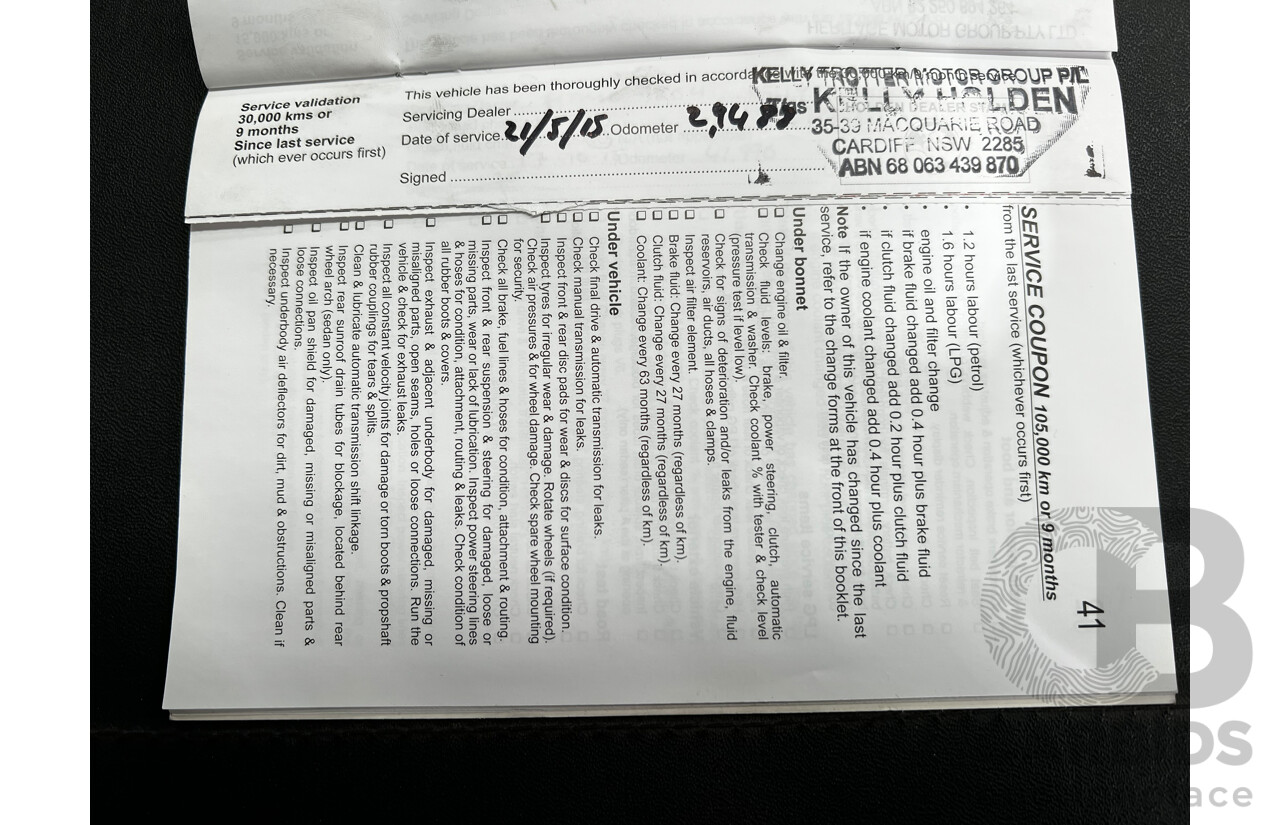 Service validation
30,000 kms or
9 months
Since last service
(which ever occurs first)
This vehicle has been thoroughly checked in accordance with the 30,000 km/9 month service
Servicing Dealer
Date of service 21/5/15 Odometer
Signed
KELLY TROTTER MOTOR GROUP P/L
T/as KELLY HOLDEN
35-39 MACQUARIE ROAD
CARDIFF NSW 2285
ABN 68 063 439 870
41
SERVICE COUPON 105,000 km or 9 months
from the last service (whichever occurs first)
• 1.2 hours labour (petrol)
• 1.6 hours labour (LPG)
• engine oil and filter change
• if brake fluid changed add 0.4 hour plus brake fluid
• if clutch fluid changed add 0.2 hour plus clutch fluid
• if engine coolant changed add 0.4 hour plus coolant
Note If the owner of this vehicle has changed since the last
service, refer to the change forms at the front of this booklet.
Under bonnet
☐ Change engine oil & filter.
☐ Check fluid levels: brake, power steering, clutch, automatic
transmission & washer. Check coolant % with tester & check level
(pressure test if level low).
☐ Check for signs of deterioration and/or leaks from the engine, fluid
reservoirs, air ducts, all hoses & clamps.
☐ Inspect air filter element.
☐ Brake fluid: Change every 27 months (regardless of km).
☐ Clutch fluid: Change every 27 months (regardless of km).
☐ Coolant: Change every 63 months (regardless of km).
Under vehicle
☐ Check final drive & automatic transmission for leaks.
☐ Check manual transmission for leaks.
☐ Inspect front & rear disc pads for wear & discs for surface condition.
☐ Inspect tyres for irregular wear & damage. Rotate wheels (if required).
Check air pressures & for wheel damage. Check spare wheel mounting
for security.
☐ Check all brake, fuel lines & hoses for condition, attachment & routing.
☐ Inspect front & rear suspension & steering for damaged, loose or
missing parts, wear or lack of lubrication. Inspect power steering lines
& hoses for condition, attachment, routing & leaks. Check condition of
all rubber boots & covers.
☐ Inspect exhaust & adjacent underbody for damaged, missing or
misaligned parts, open seams, holes or loose connections. Run the
vehicle & check for exhaust leaks.
☐ Inspect all constant velocity joints for damage or torn boots & propshaft
rubber couplings for tears & splits.
☐ Clean & lubricate automatic transmission shift linkage.
☐ Inspect rear sunroof drain tubes for blockage, located behind rear
wheel arch (sedan only).
☐ Inspect oil pan shield for damaged, missing or misaligned parts &
loose connections.
☐ Inspect underbody air deflectors for dirt, mud & obstructions. Clean if
necessary.